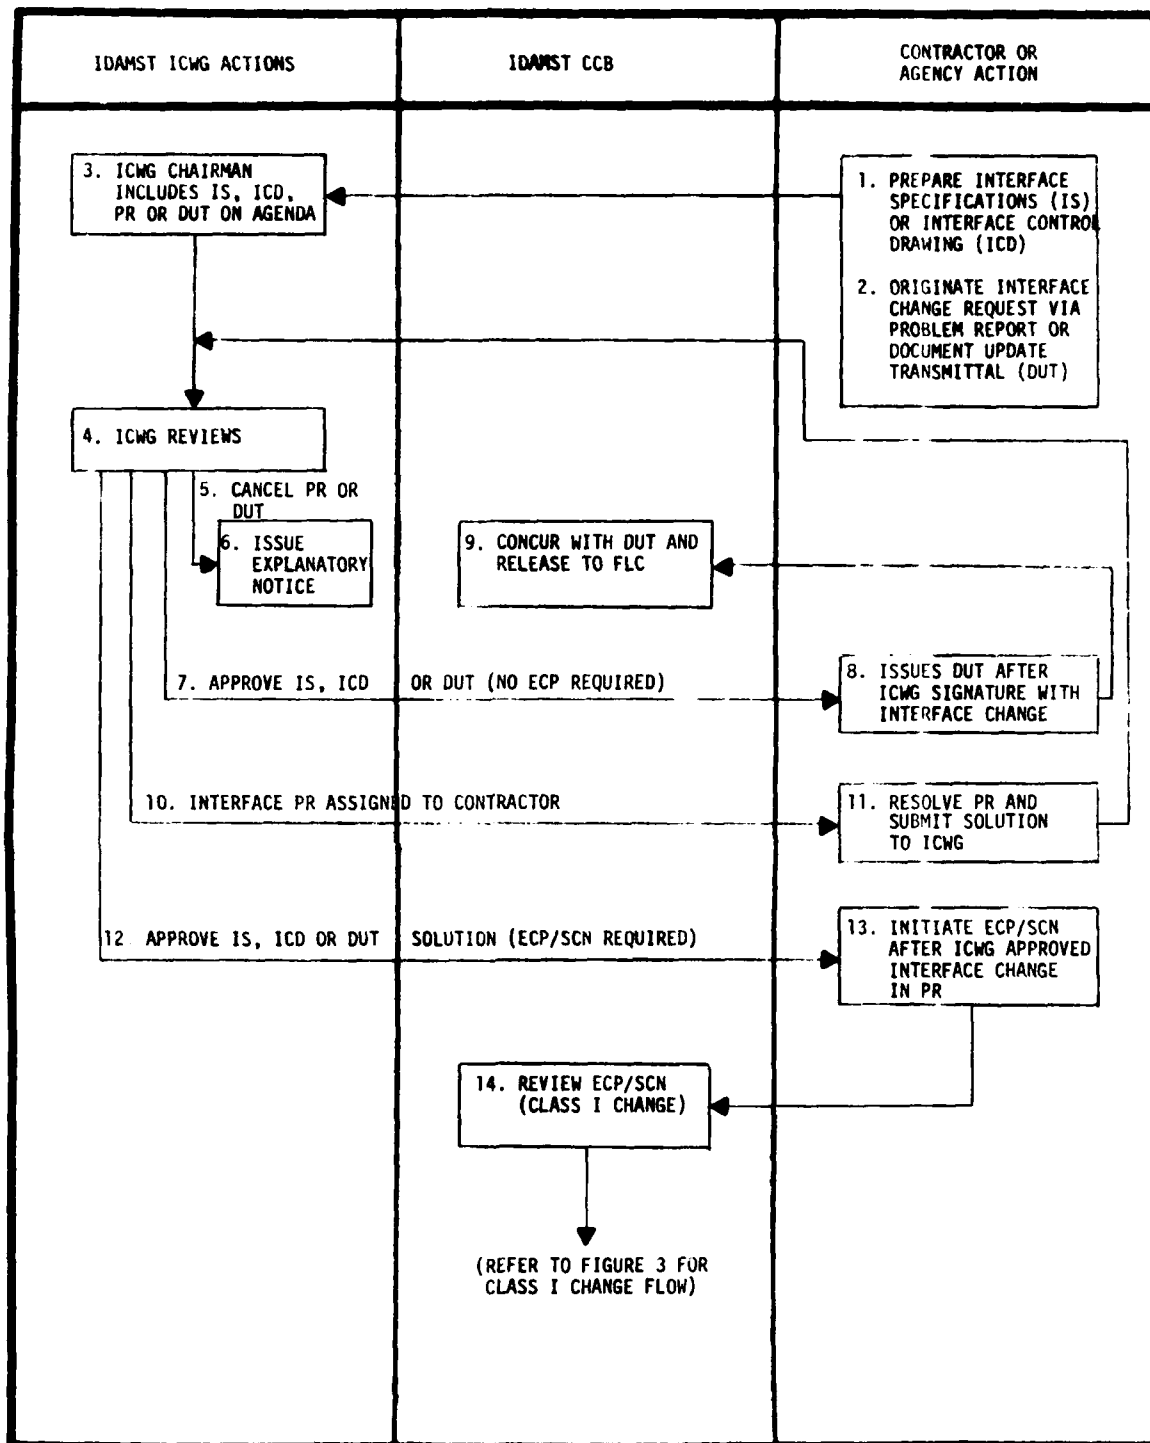 IDAMST ICWG ACTIONS
IDAMST CCB
CONTRACTOR OR
AGENCY ACTION
3. ICWG CHAIRMAN
INCLUDES IS, ICD,
PR OR DUT ON AGENDA
1. PREPARE INTERFACE
SPECIFICATIONS (IS)
OR INTERFACE CONTROL
DRAWING (ICD)
2. ORIGINATE INTERFACE
CHANGE REQUEST VIA
PROBLEM REPORT OR
DOCUMENT UPDATE
TRANSMITTAL (DUT)
4. ICWG REVIEWS
5. CANCEL PR OR
DUT
6. ISSUE
EXPLANATORY
NOTICE
9. CONCUR WITH DUT AND
RELEASE TO FLC
7. APPROVE IS, ICD OR DUT (NO ECP REQUIRED)
8. ISSUES DUT AFTER
ICWG SIGNATURE WITH
INTERFACE CHANGE
10. INTERFACE PR ASSIGNED TO CONTRACTOR
11. RESOLVE PR AND
SUBMIT SOLUTION
TO ICWG
12 APPROVE IS, ICD OR DUT SOLUTION (ECP/SCN REQUIRED)
13. INITIATE ECP/SCN
AFTER ICWG APPROVED
INTERFACE CHANGE
IN PR
14. REVIEW ECP/SCN
(CLASS I CHANGE)
(REFER TO FIGURE 3 FOR
CLASS I CHANGE FLOW)